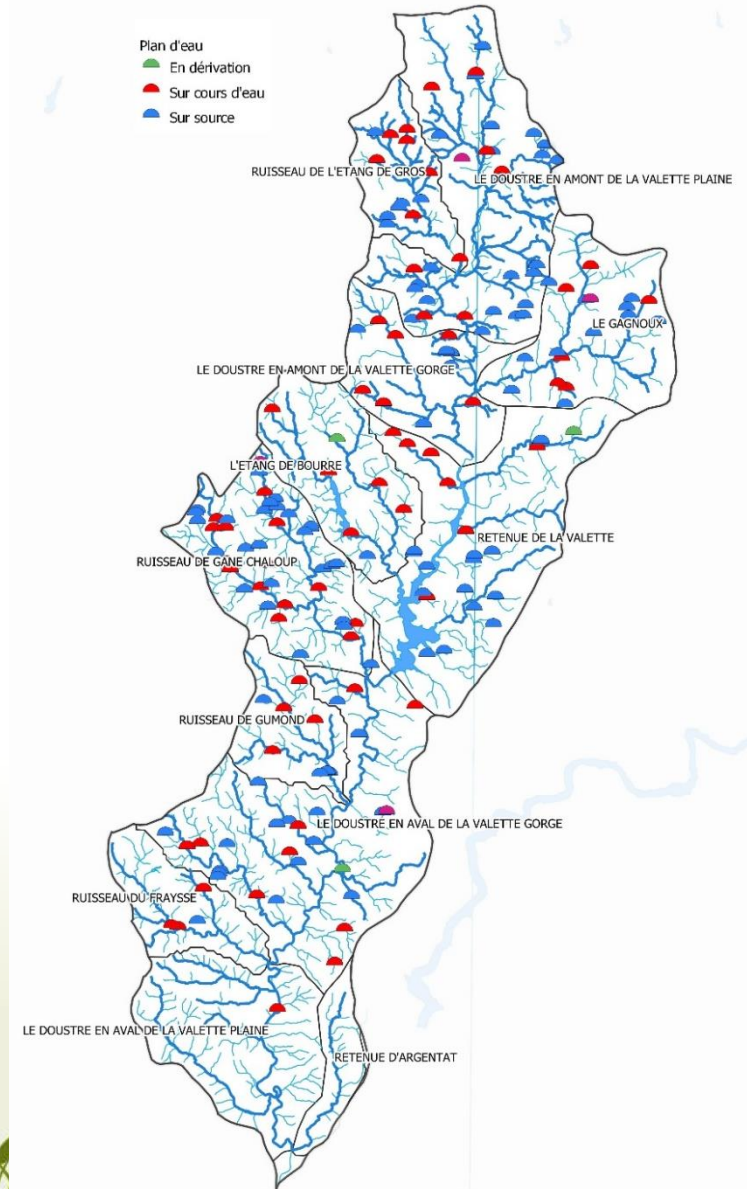 Plan d'eau
En dérivation
Sur cours d'eau
Sur source
RUISSEAU DE L'ETANG DE GROS
LE DOUSTRE EN AMONT DE LA VALETTE PLAINE
LE GAGNOUX
LE DOUSTRE EN AMONT DE LA VALETTE GORGE
L'ETANG DE BOURRE
RETENUE DE LA VALETTE
RUISSEAU DE GANE CHALOUP
RUISSEAU DE GUMOND
LE DOUSTRE EN AVAL DE LA VALETTE GORGE
RUISSEAU DU FRAYSSE
LE DOUSTRE EN AVAL DE LA VALETTE PLAINE
RETENUE D'ARGENTAT